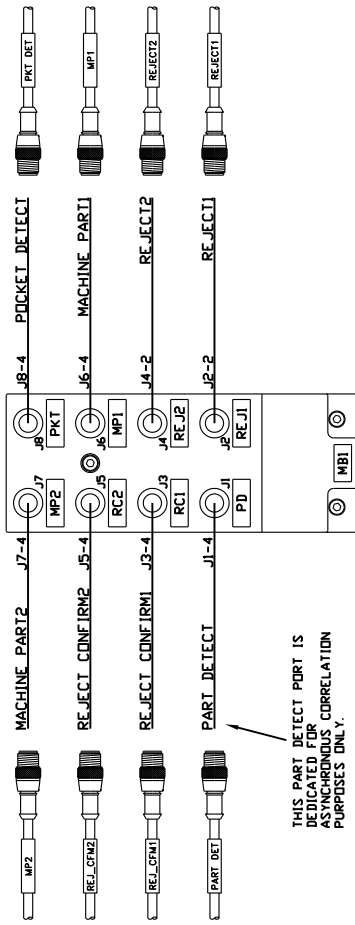 PKT DET
MP1
REJECT2
REJECT1
POCKET DETECT
MACHINE PART1
REJECT2
REJECT1
J8-4
J6-4
J4-2
J2-2
J8
PKT
J6
MP1
J4
REJ2
J2
REJ1
J7
MP2
J5
RC2
J3
RC1
J1
PD
MB1
J7-4
J5-4
J3-4
J1-4
MACHINE PART2
REJECT CONFIRM2
REJECT CONFIRM1
PART DETECT
THIS PART DETECT PORT IS
DEDICATED FOR
ASYNCHRONOUS CORRELATION
PURPOSES ONLY.
MP2
REJ_CFM2
REJ_CFM1
PART DET